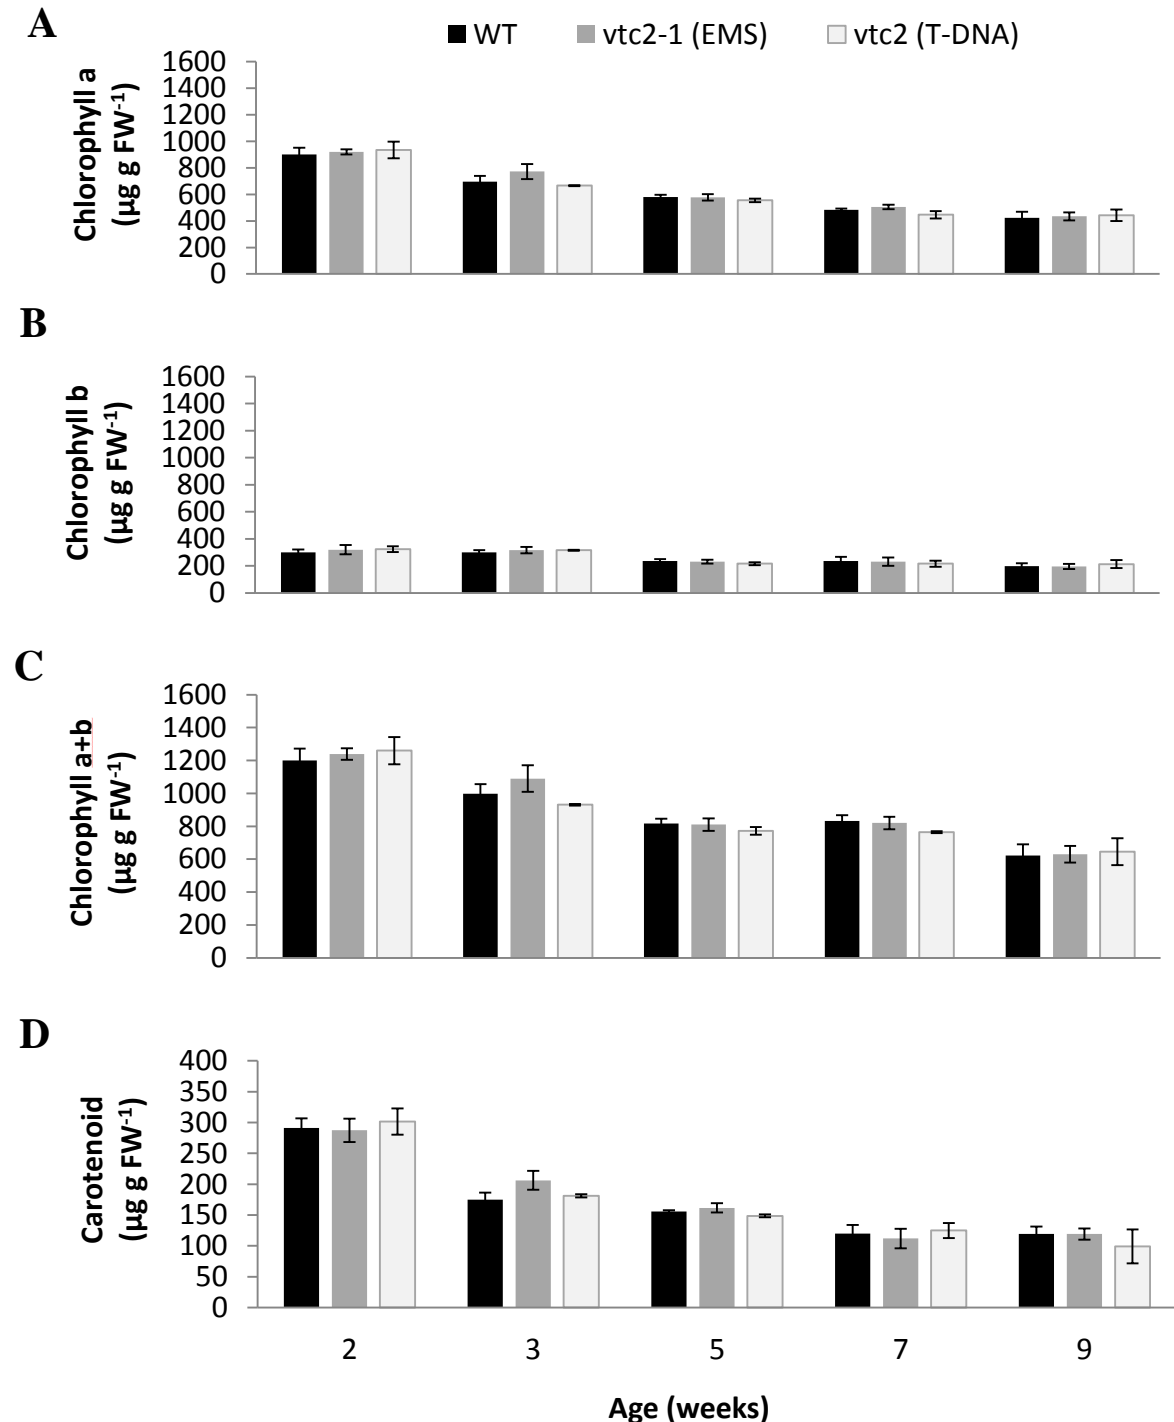 A
WT vtc2-1 (EMS) vtc2 (T-DNA)
Chlorophyll a
(µg g FW-1)
1600
1400
1200
1000
800
600
400
200
0
B
Chlorophyll b
(µg g FW-1)
1600
1400
1200
1000
800
600
400
200
0
C
Chlorophyll a+b
(µg g FW-1)
1600
1400
1200
1000
800
600
400
200
0
D
Carotenoid
(µg g FW-1)
400
350
300
250
200
150
100
50
0
2 3 5 7 9
Age (weeks)